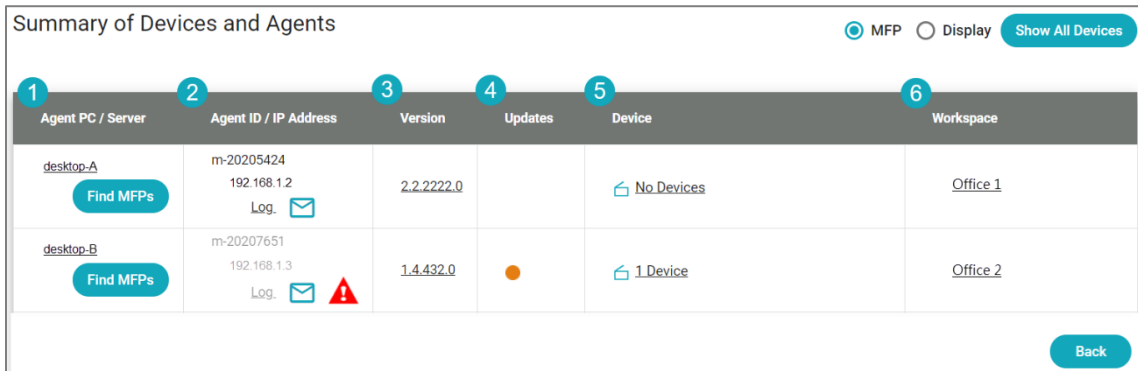 Summary of Devices and Agents
MFP Display Show All Devices
1 2 3 4 5 6
Agent PC / Server Agent ID / IP Address Version Updates Device Workspace
desktop-A
Find MFPs
m-20205424
192.168.1.2
Log
2.2.2222.0
No Devices
Office 1
desktop-B
Find MFPs
m-20207651
192.168.1.3
Log
1.4.432.0
1 Device
Office 2
Back